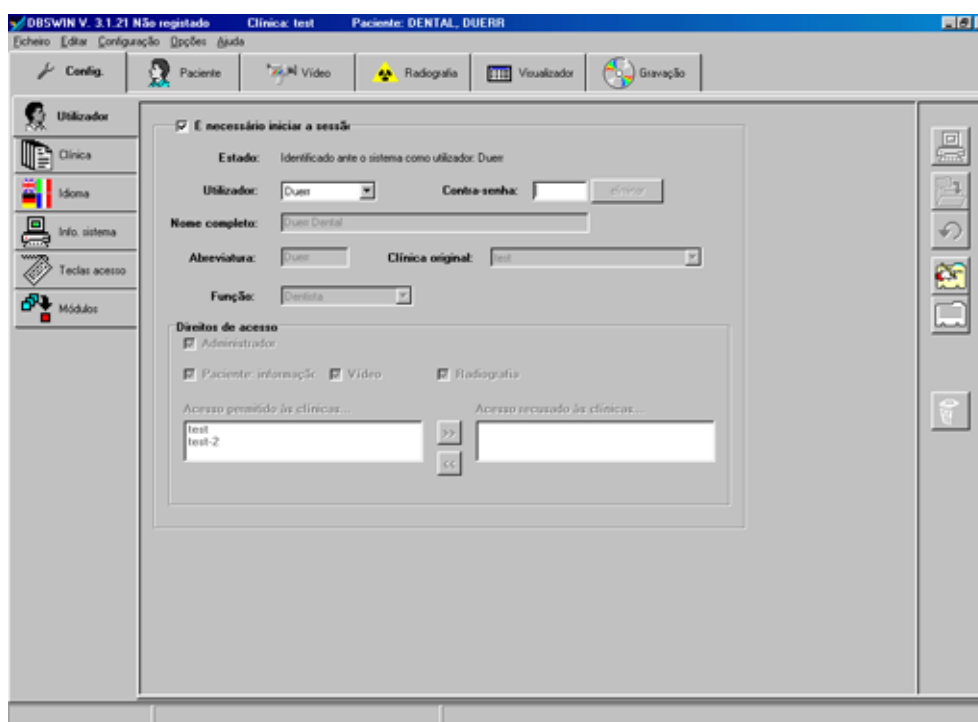 DBSWIN V. 3.1.21 Não registado Clínica: test Paciente: DENTAL, DUERR
Ficheiro Editar Configuração Opções Ajuda
Config. Paciente Vídeo Radiografia Visualizador Gravação
Utilizador
Clínica
Idioma
Info. sistema
Teclas acesso
Módulos
É necessário iniciar a sessãr
Estado: Identificado ante o sistema como utilizador: Duerr
Utilizador: Duerr Contra-senha: eliminar
Nome completo: Duerr Dental
Abreviatura: Duerr Clínica original: test
Função: Dentista
Direitos de acesso
Administrador
Paciente: informaçãc Vídeo Radiografia
Acesso permitido às clínicas... Acesso recusado às clínicas...
test
test-2
>>
<<